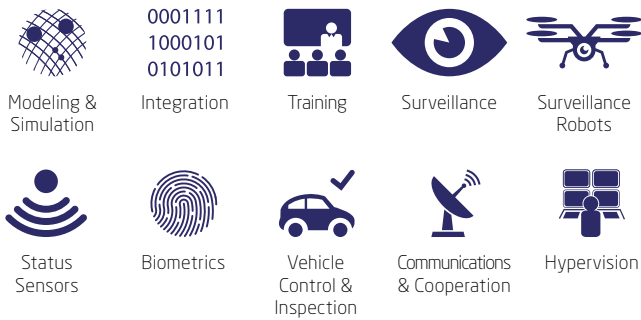 0001111
1000101
0101011
Modeling &
Simulation
Integration
Training
Surveillance
Surveillance
Robots
Status
Sensors
Biometrics
Vehicle
Control &
Inspection
Communications
& Cooperation
Hypervision